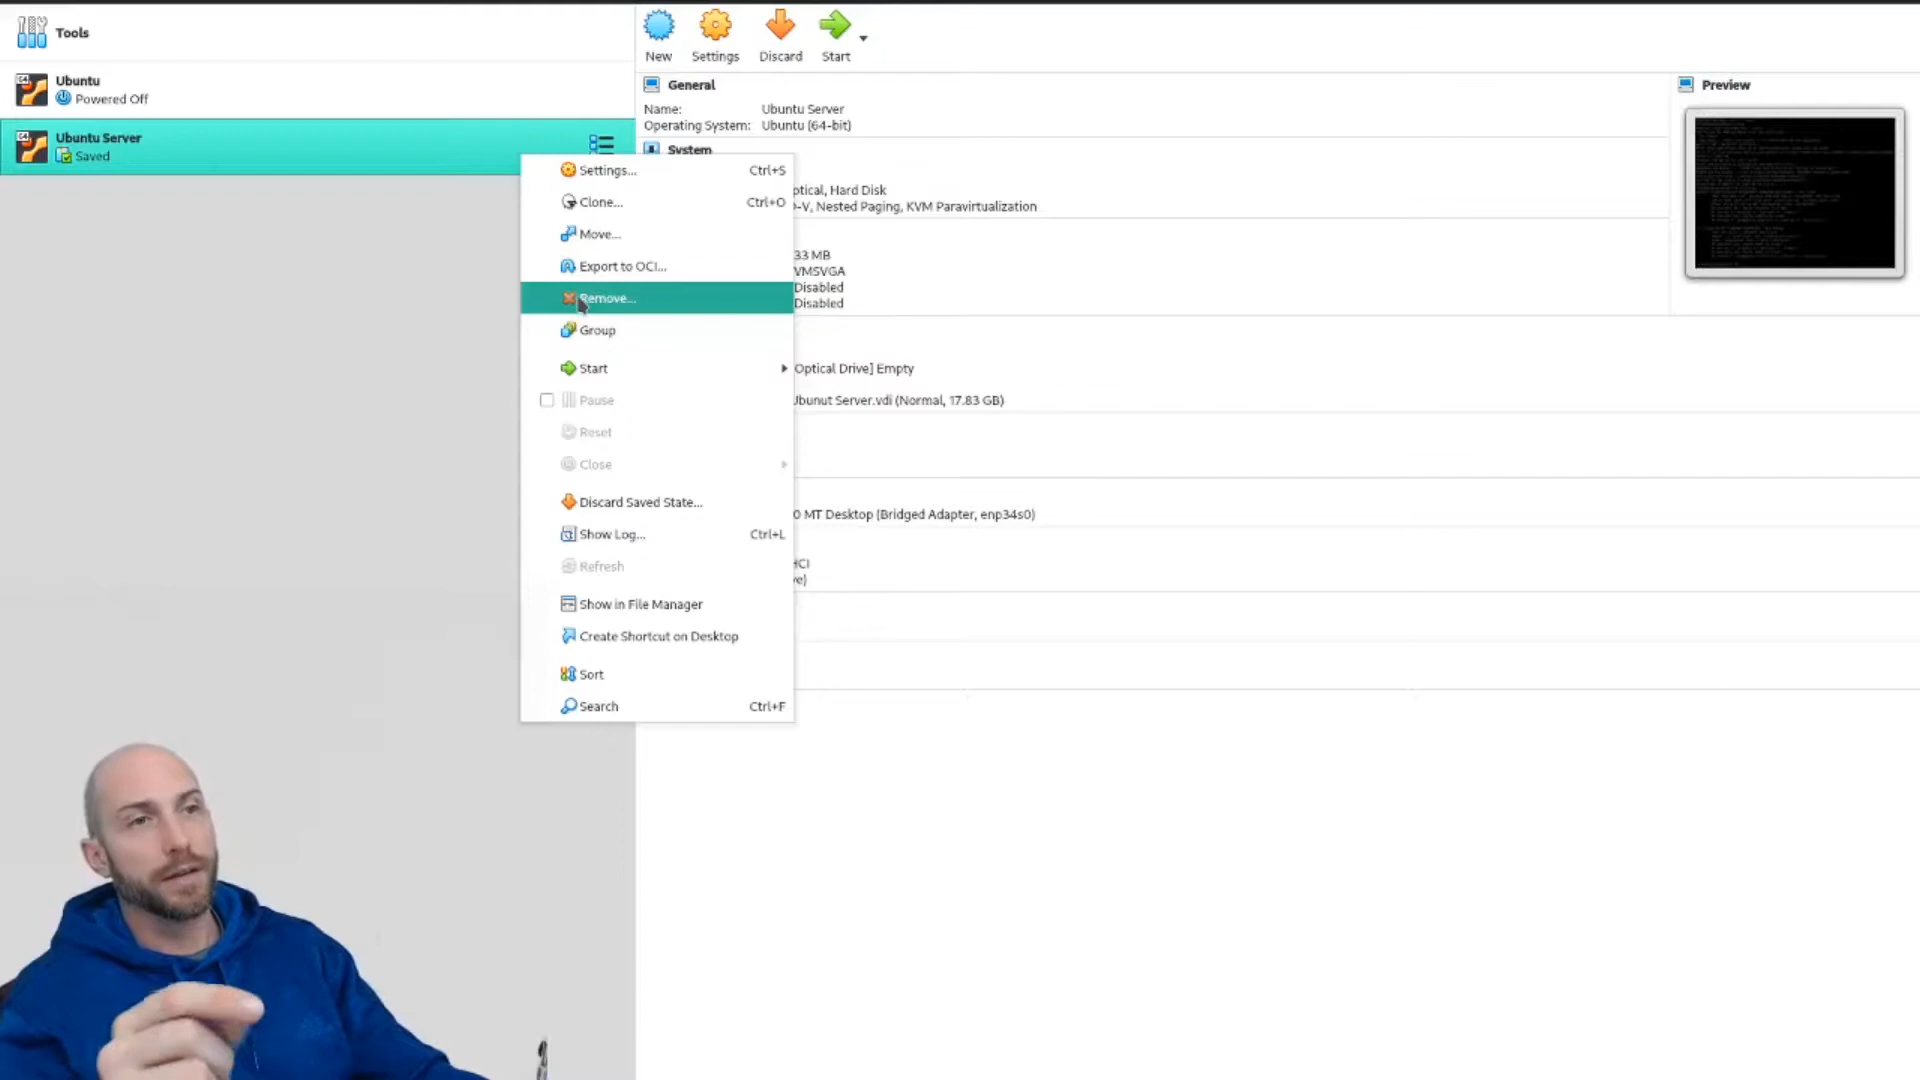 Tools
New
Settings
Discard
Start
Ubuntu
Powered Off
Ubuntu Server
Saved
General
Name: Ubuntu Server
Operating System: Ubuntu (64-bit)
System
Preview
Settings... Ctrl+S
Clone... Ctrl+O
Move...
Export to OCI...
Remove...
Group
Start
Pause
Reset
Close
Discard Saved State...
Show Log... Ctrl+L
Refresh
Show in File Manager
Create Shortcut on Desktop
Sort
Search Ctrl+F
ptical, Hard Disk
-V, Nested Paging, KVM Paravirtualization
33 MB
VMSVGA
Disabled
Disabled
Optical Drive] Empty
Ubunut Server.vdi (Normal, 17.83 GB)
0 MT Desktop (Bridged Adapter, enp34s0)
HCI
ve)